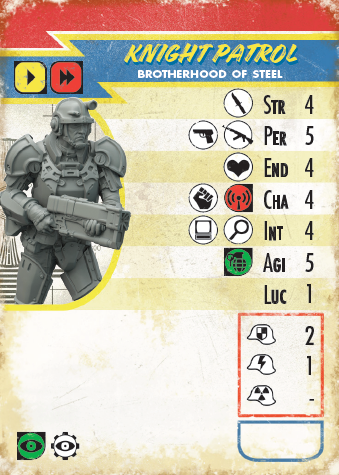 KNIGHT PATROL
BROTHERHOOD OF STEEL
STR 4
PER 5
END 4
CHA 4
INT 4
AGI 5
LUC 1
2
1
-